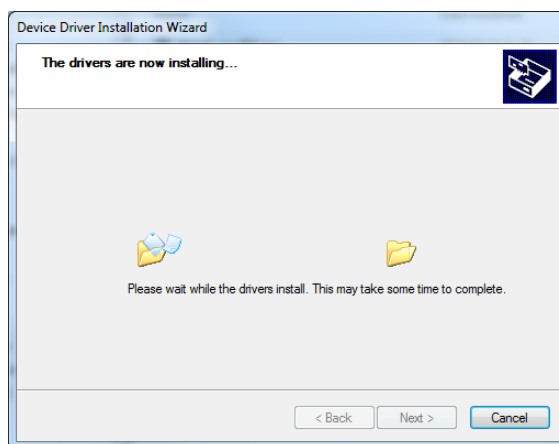 Device Driver Installation Wizard
The drivers are now installing...
Please wait while the drivers install. This may take some time to complete.
< Back Next > Cancel